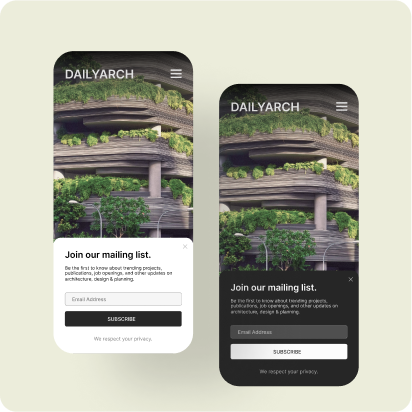 DAILYARCH
Join our mailing list.
Be the first to know about trending projects,
publications, job openings, and other updates on
architecture, design & planning.
Email Address
SUBSCRIBE
We respect your privacy.
DAILYARCH
Join our mailing list.
Be the first to know about trending projects,
publications, job openings, and other updates on
architecture, design & planning.
Email Address
SUBSCRIBE
We respect your privacy.